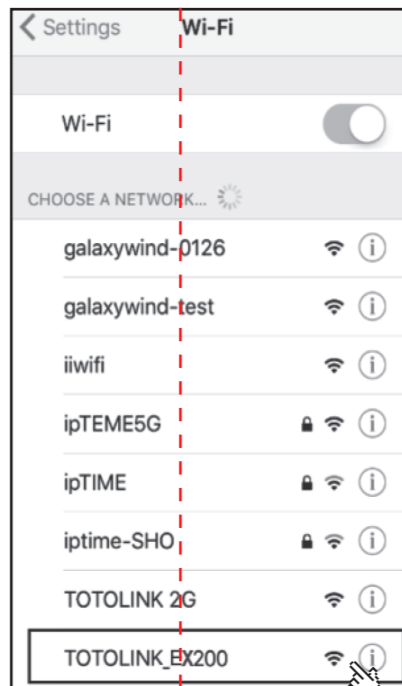 Settings Wi-Fi
Wi-Fi
CHOOSE A NETWORK...
galaxywind-0126
galaxywind-test
iiwifi
ipTEME5G
ipTIME
iptime-SHO
TOTOLINK 2G
TOTOLINK_EX200